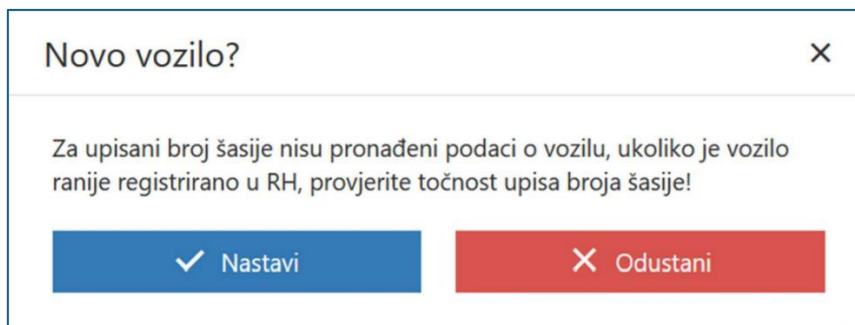 Novo vozilo?
Za upisani broj šasije nisu pronađeni podaci o vozilu, ukoliko je vozilo
ranije registrirano u RH, provjerite točnost upisa broja šasije!
Nastavi
Odustani